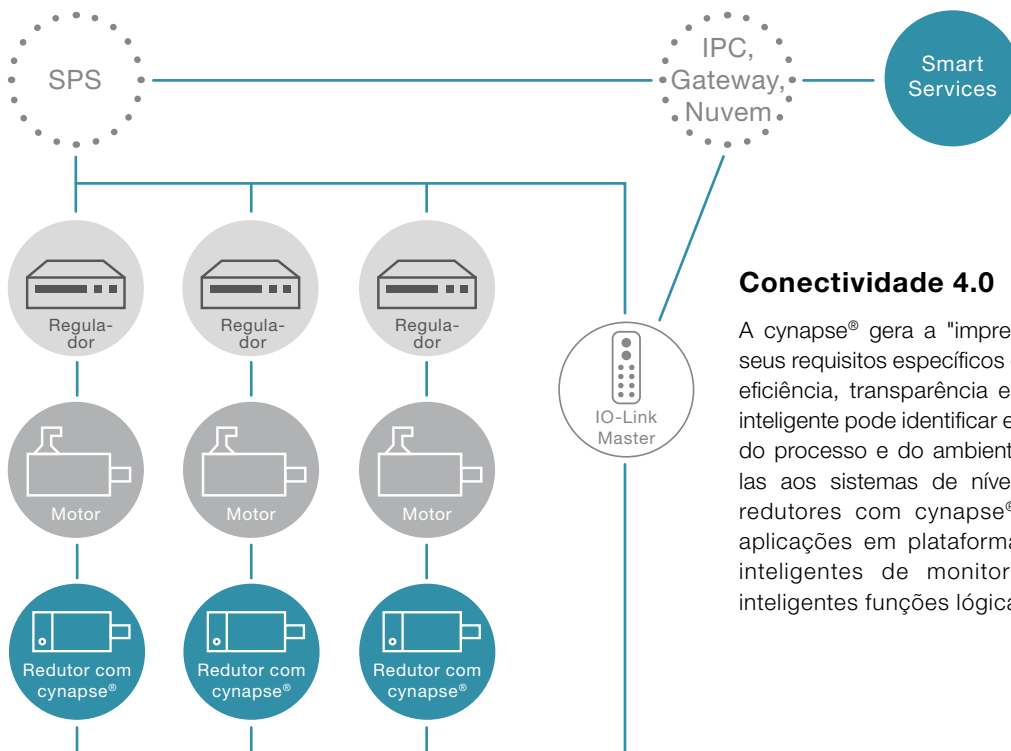 SPS
IPC,
Gateway,
Nuvem
Smart
Services
Regula-
dor
Regula-
dor
Regula-
dor
IO-Link
Master
Motor
Motor
Motor
Redutor com
cynapse®
Redutor com
cynapse®
Redutor com
cynapse®
Conectividade 4.0
A cynapse® gera a "impre
seus requisitos específicos
eficiência, transparência e
inteligente pode identificar e
do processo e do ambient
las aos sistemas de níve
redutores com cynapse®
aplicações em plataforma
inteligentes de monitor
inteligentes funções lógica